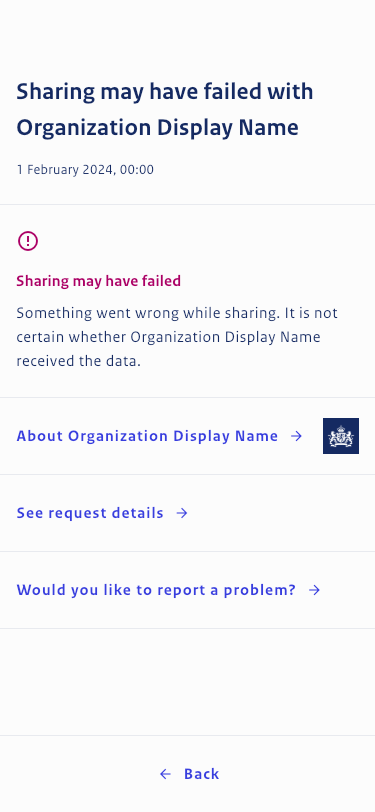 Sharing may have failed with
Organization Display Name
1 February 2024, 00:00
Sharing may have failed
Something went wrong while sharing. It is not
certain whether Organization Display Name
received the data.
About Organization Display Name
See request details
Would you like to report a problem?
Back